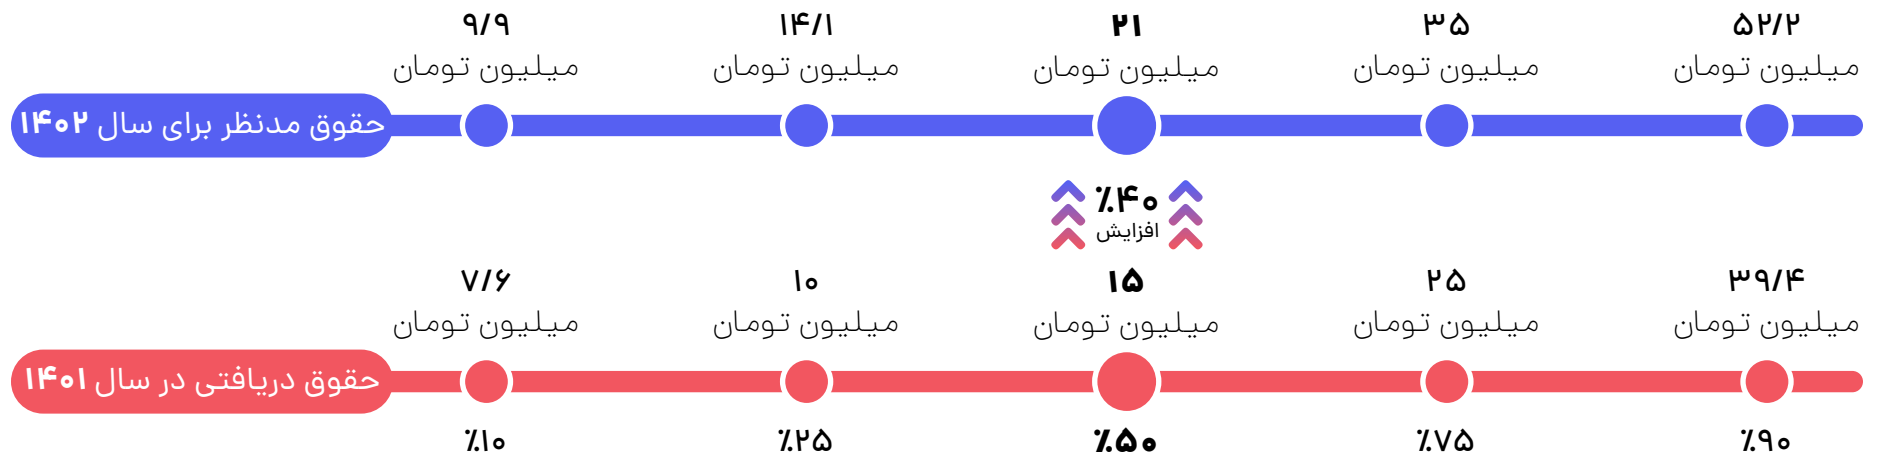 ۹/۹
میلیون تومان
۱۴/۱
میلیون تومان
۲۱
میلیون تومان
۳۵
میلیون تومان
۵۲/۲
میلیون تومان
حقوق مدنظر برای سال ۱۴۰۲
٪۴۰
افزایش
۷/۶
میلیون تومان
۱۰
میلیون تومان
۱۵
میلیون تومان
۲۵
میلیون تومان
۳۹/۴
میلیون تومان
حقوق دریافتی در سال ۱۴۰۱
٪۱۰
٪۲۵
٪۵۰
٪۷۵
٪۹۰